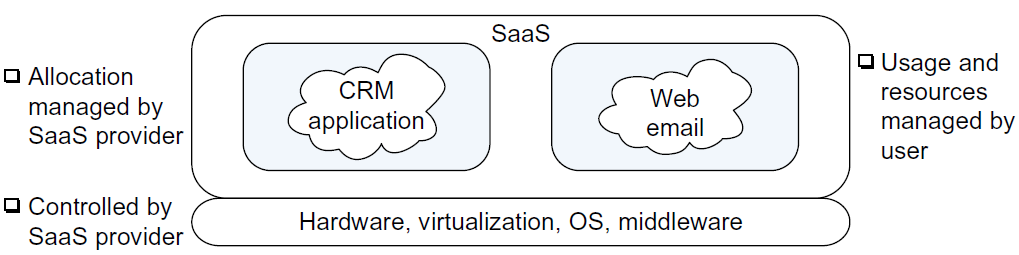 SaaS
Allocation
managed by
SaaS provider
CRM
application
Web
email
Usage and
resources
managed by
user
Controlled by
SaaS provider
Hardware, virtualization, OS, middleware